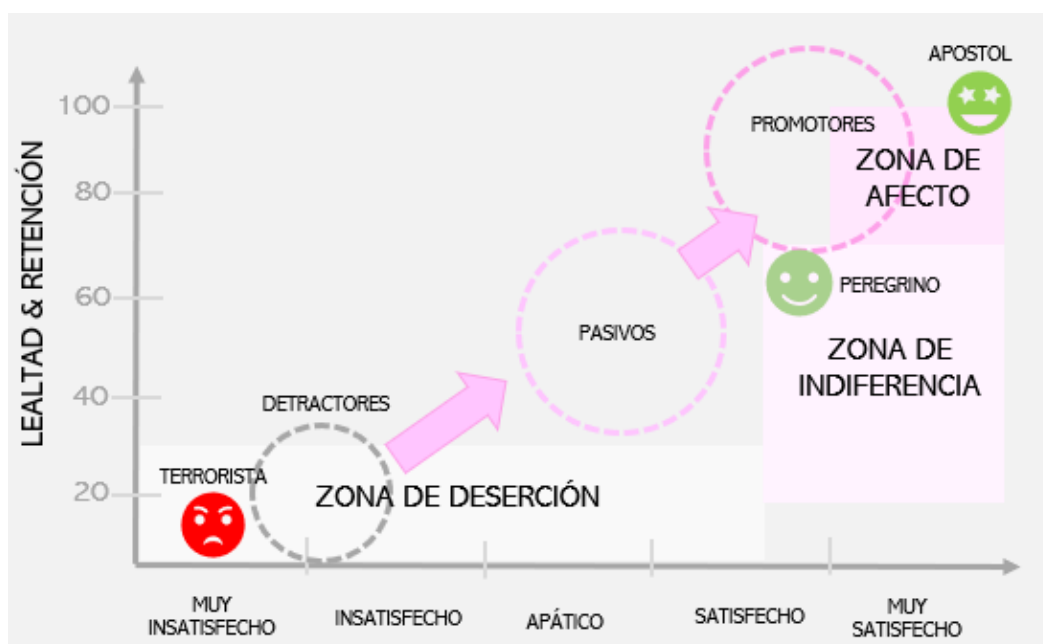 APOSTOL
100
PROMOTORES
ZONA DE
AFECTO
LEALTAD & RETENCIÓN
80
60
PEREGRINO
PASIVOS
ZONA DE
INDIFERENCIA
40
DETRACTORES
TERRORISTA
20
ZONA DE DESERCIÓN
MUY
INSATISFECHO
INSATISFECHO
APÁTICO
SATISFECHO
MUY
SATISFECHO